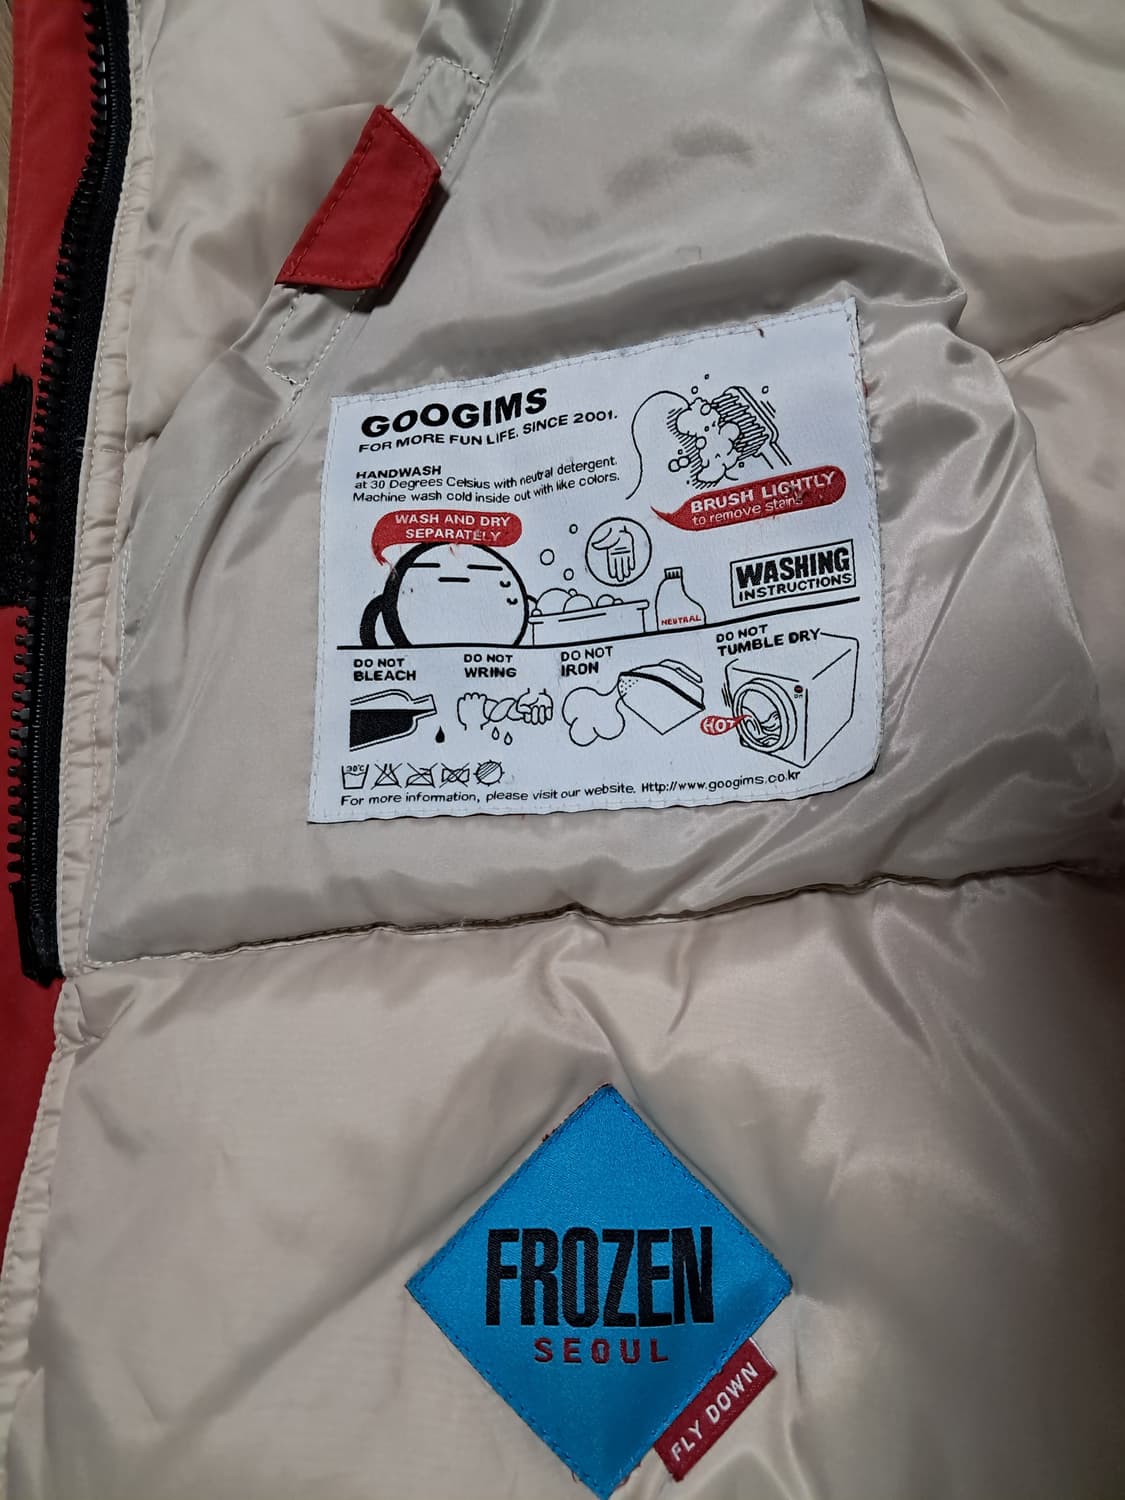 GOOGIMS
FOR MORE FUN LIFE. SINCE 2001.
HANDWASH
at 30 Degrees Celsius with neutral detergent.
Machine wash cold inside out with like colors.
BRUSH LIGHTLY
to remove stains
WASH AND DRY
SEPARATELY
NEUTRAL
WASHING
INSTRUCTIONS
DO NOT
BLEACH
DO NOT
WRING
DO NOT
IRON
DO NOT
TUMBLE DRY
HOT
30°C
For more information, please visit our website. Http://www.googims.co.kr
FROZEN
SEOUL
FLY DOWN